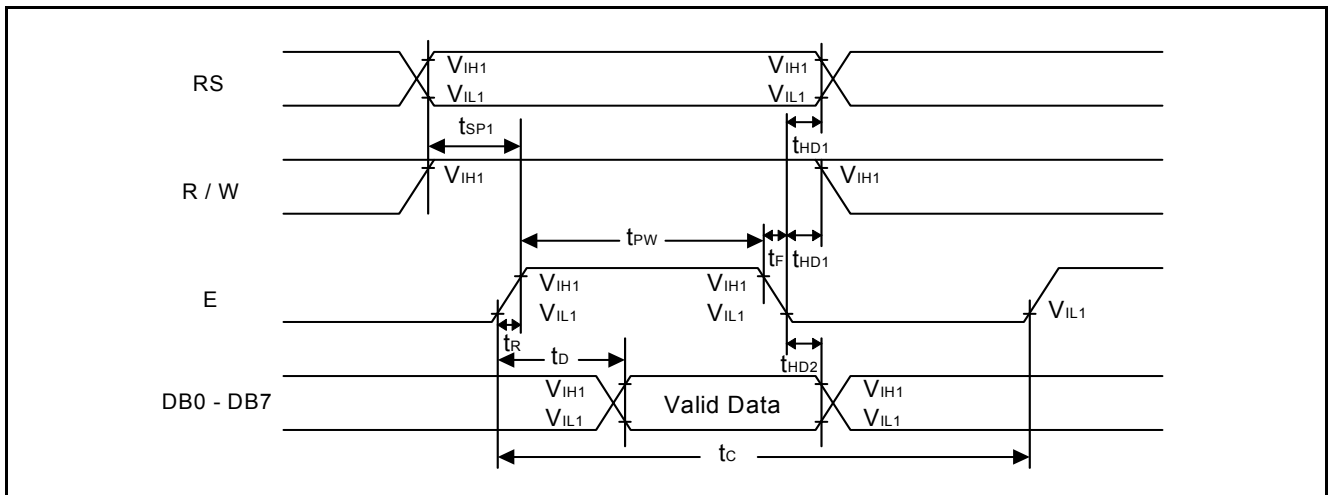 RS
VIH1
VIL1
VIH1
VIL1
tSP1
tHD1
R / W
VIH1
VIH1
tPW
tF
tHD1
E
VIH1
VIL1
VIH1
VIL1
VIL1
tR
tD
tHD2
DB0 - DB7
VIH1
VIL1
Valid Data
VIH1
VIL1
tC